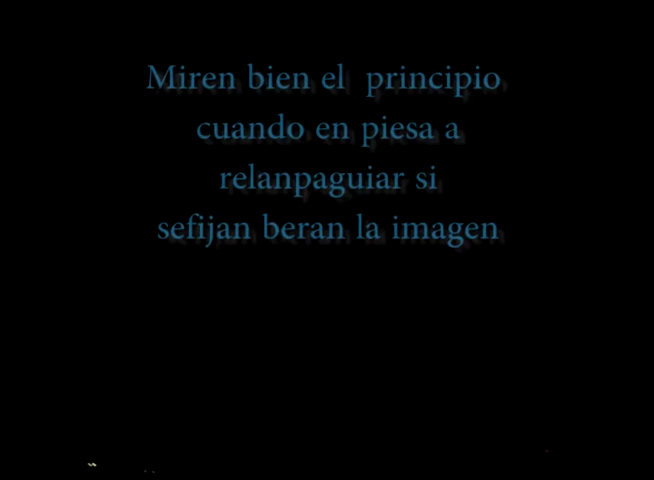 Miren bien el principio
cuando en piesa a
relanpaguiar si
sefijan beran la imagen